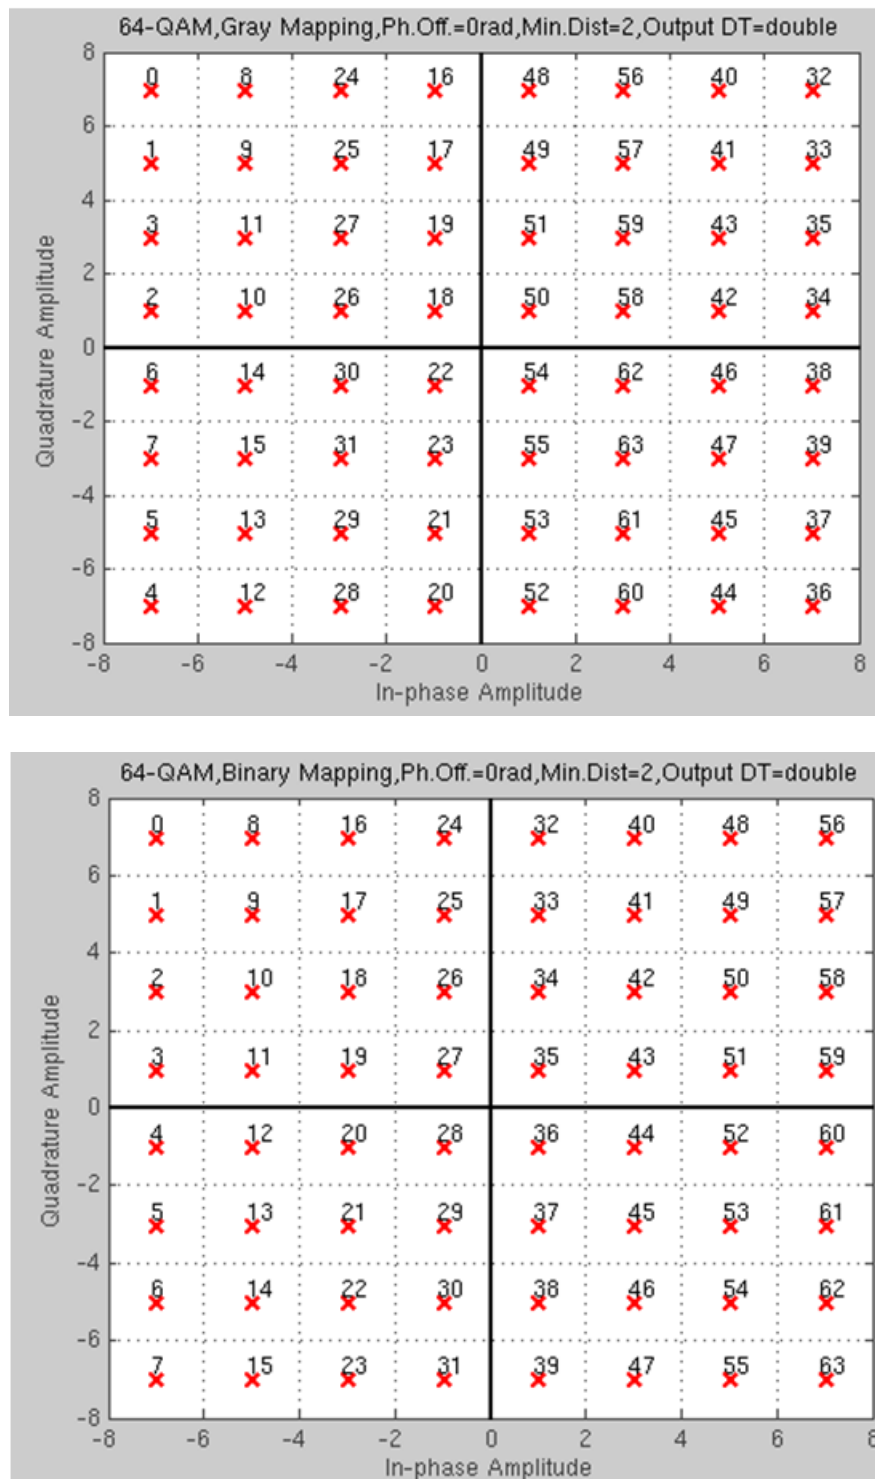 64-QAM,Gray Mapping,Ph.Off.=0rad,Min.Dist=2,Output DT=double
8
0 8 24 16 48 56 40 32
6
1 9 25 17 49 57 41 33
4
3 11 27 19 51 59 43 35
2
2 10 26 18 50 58 42 34
0
6 14 30 22 54 62 46 38
-2
7 15 31 23 55 63 47 39
-4
5 13 29 21 53 61 45 37
-6
4 12 28 20 52 60 44 36
-8
-8 -6 -4 -2 0 2 4 6 8
Quadrature Amplitude
In-phase Amplitude
64-QAM,Binary Mapping,Ph.Off.=0rad,Min.Dist=2,Output DT=double
8
0 8 16 24 32 40 48 56
6
1 9 17 25 33 41 49 57
4
2 10 18 26 34 42 50 58
2
3 11 19 27 35 43 51 59
0
4 12 20 28 36 44 52 60
-2
5 13 21 29 37 45 53 61
-4
6 14 22 30 38 46 54 62
-6
7 15 23 31 39 47 55 63
-8
-8 -6 -4 -2 0 2 4 6 8
Quadrature Amplitude
In-phase Amplitude